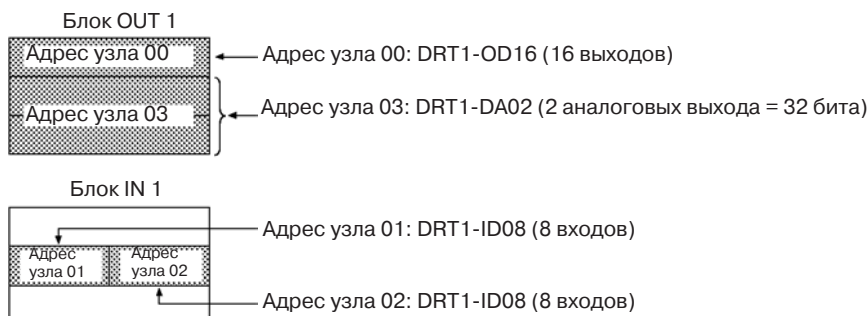 Блок OUT 1
Адрес узла 00
Адрес узла 00: DRT1-OD16 (16 выходов)
Адрес узла 03
Адрес узла 03: DRT1-DA02 (2 аналоговых выхода = 32 бита)
Блок IN 1
Адрес узла 01: DRT1-ID08 (8 входов)
Адрес
узла 01
Адрес
узла 02
Адрес узла 02: DRT1-ID08 (8 входов)